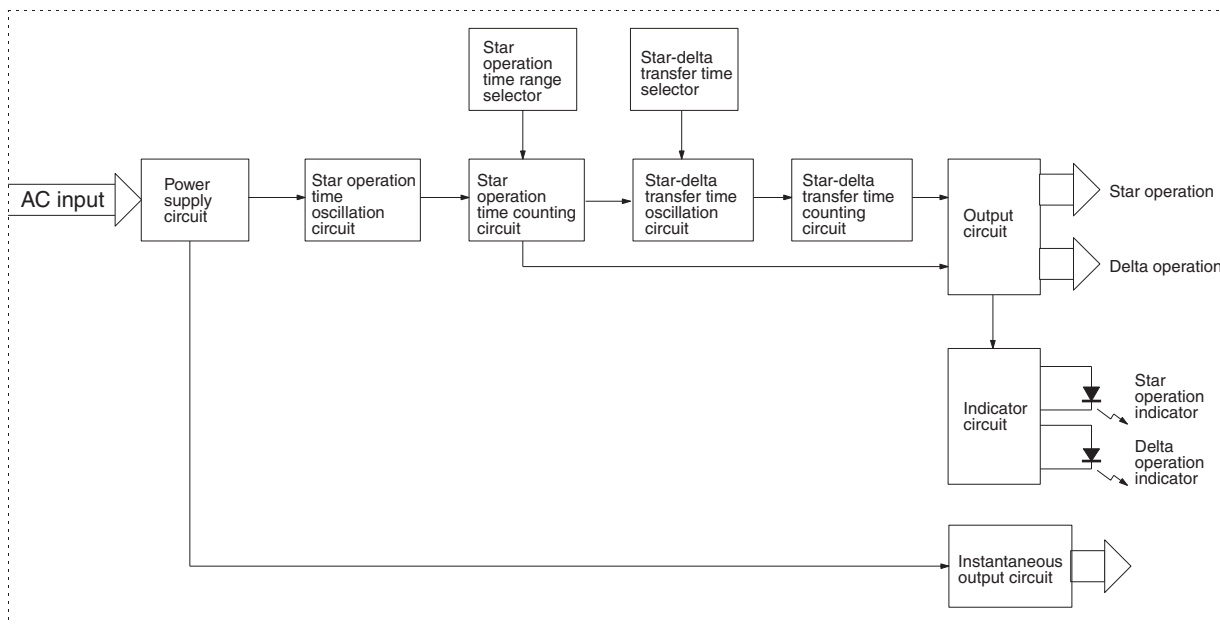 Star
operation
time range
selector
Star-delta
transfer time
selector
AC input
Power
supply
circuit
Star operation
time
oscillation
circuit
Star
operation
time counting
circuit
Star-delta
transfer time
oscillation circuit
Star-delta
transfer time
counting
circuit
Output
circuit
Star operation
Delta operation
Indicator
circuit
Star
operation
indicator
Delta
operation
indicator
Instantaneous
output circuit